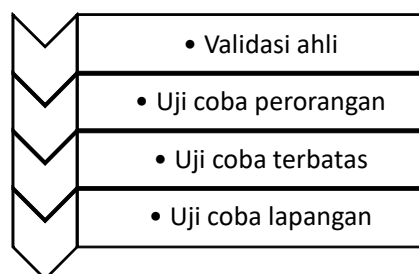 • Validasi ahli
• Uji coba perorangan
• Uji coba terbatas
• Uji coba lapangan